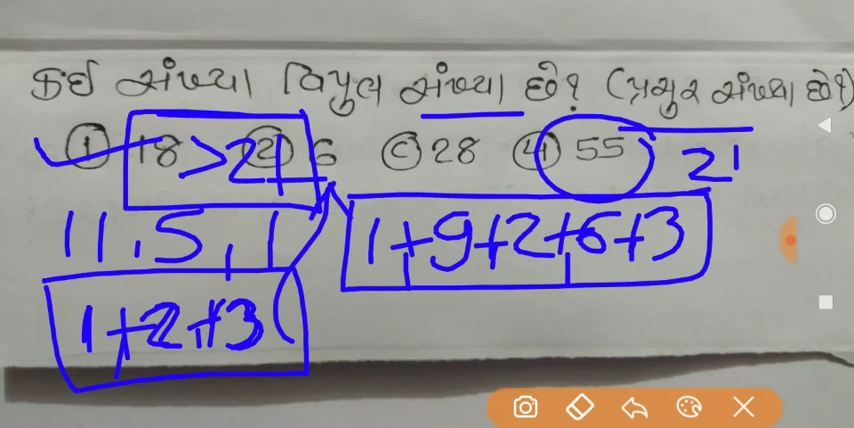 કઈ સંખ્યા વિપુલ સંખ્યા છે? (પ્રચુર સંખ્યા છે?)
① 18 > 21 ② 6 Ⓒ 28 ④ 55 21
11, 5, 1 1+9+2+6+3
1+2+3